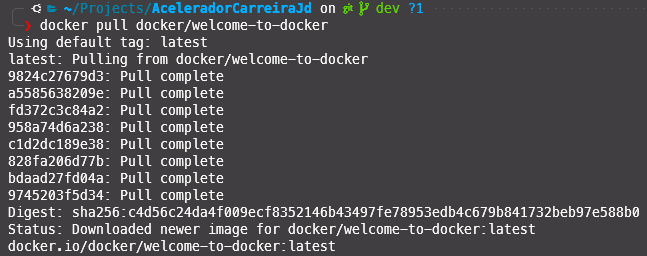 ~/Projects/AceleradorCarreiraJd on git dev ?1
❯ docker pull docker/welcome-to-docker
Using default tag: latest
latest: Pulling from docker/welcome-to-docker
9824c27679d3: Pull complete
a5585638209e: Pull complete
fd372c3c84a2: Pull complete
958a74d6a238: Pull complete
c1d2dc189e38: Pull complete
828fa206d77b: Pull complete
bdaad27fd04a: Pull complete
9745203f5d34: Pull complete
Digest: sha256:c4d56c24da4f009ecf8352146b43497fe78953edb4c679b841732beb97e588b0
Status: Downloaded newer image for docker/welcome-to-docker:latest
docker.io/docker/welcome-to-docker:latest